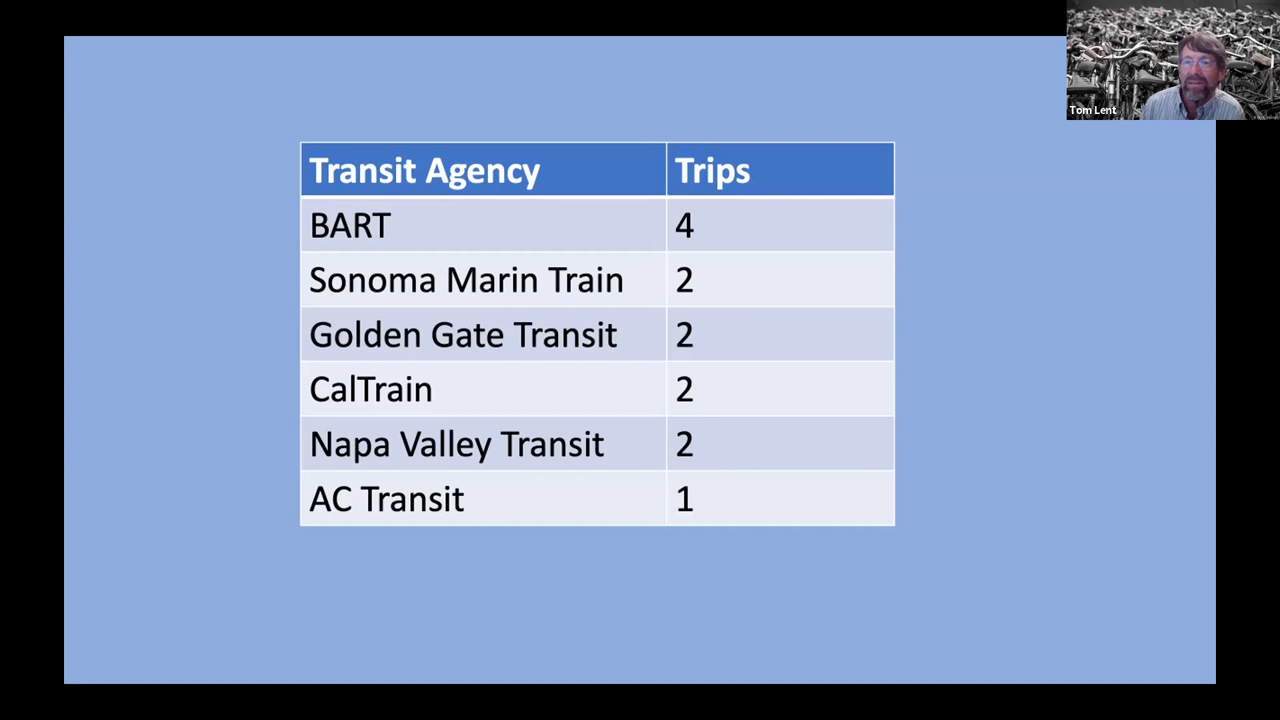 Tom Lent
Transit Agency Trips
BART 4
Sonoma Marin Train 2
Golden Gate Transit 2
CalTrain 2
Napa Valley Transit 2
AC Transit 1